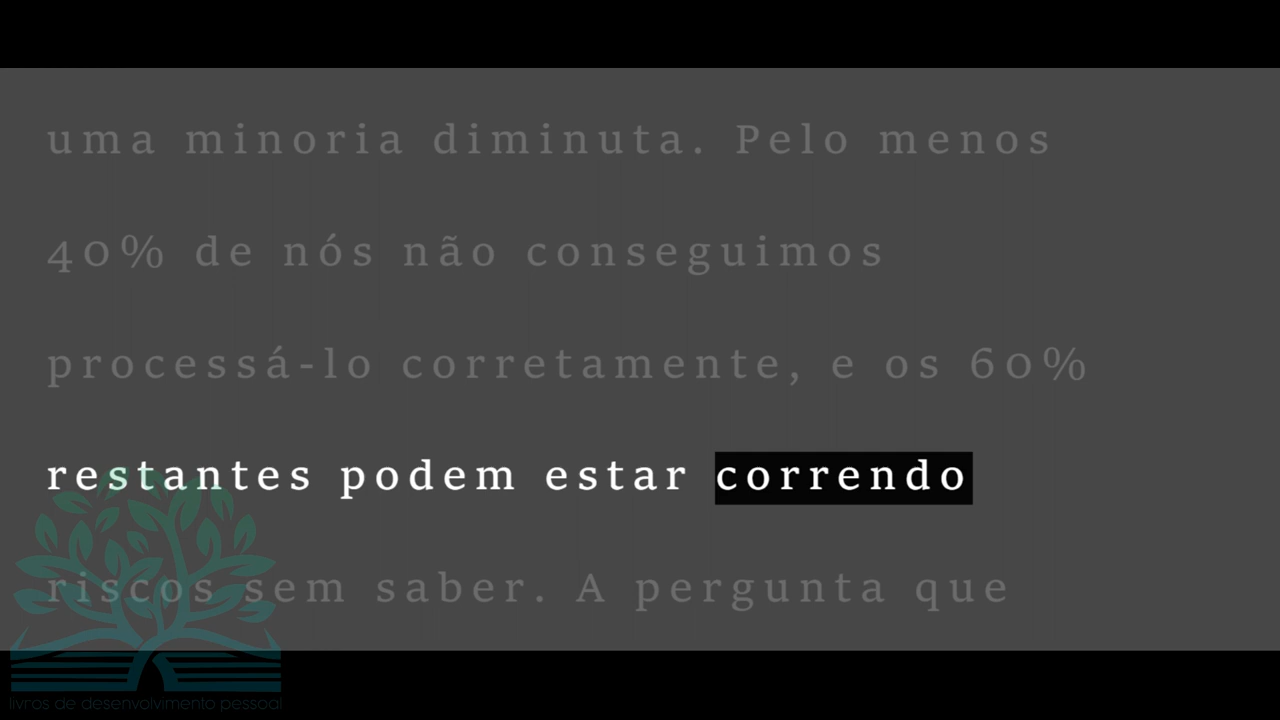 uma minoria diminuta. Pelo menos
40% de nós não conseguimos
processá-lo corretamente, e os 60%
restantes podem estar correndo
riscos sem saber. A pergunta que
livros de desenvolvimento pessoal